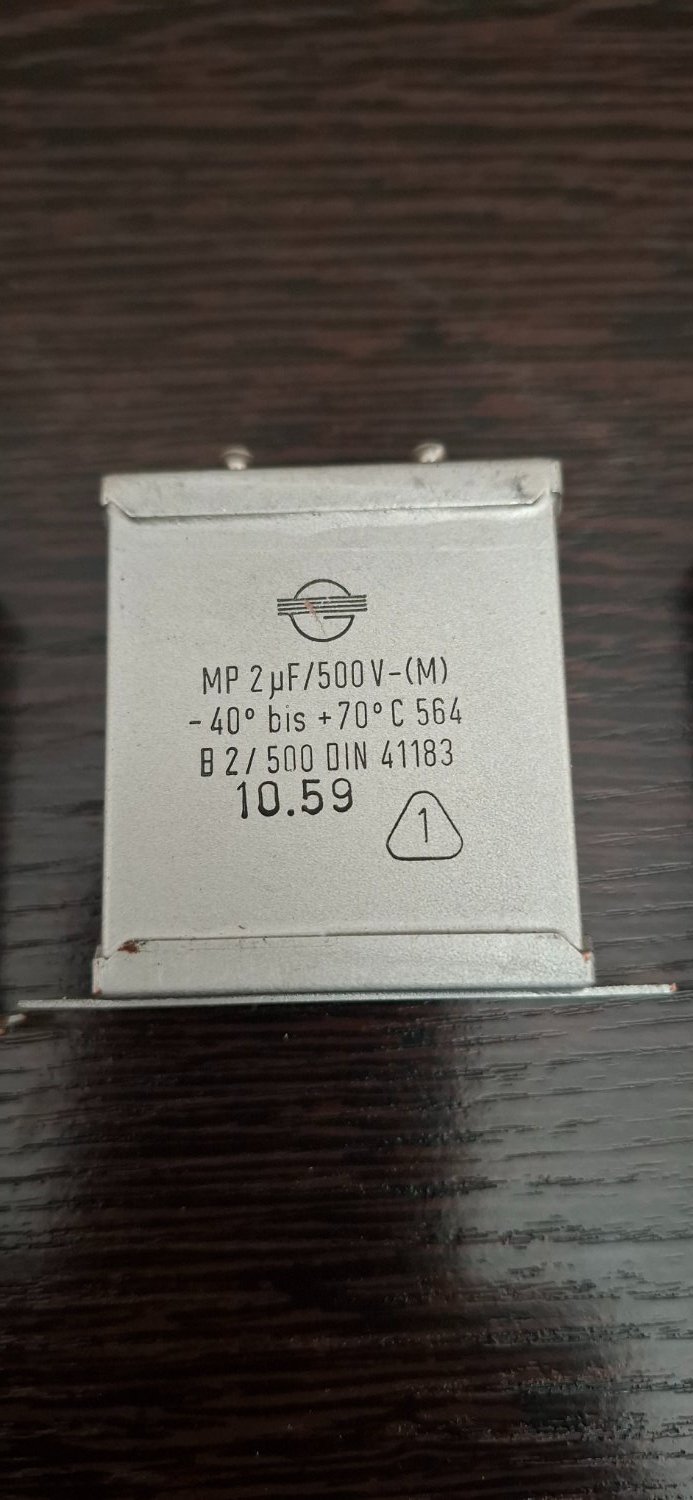 MP 2µF/500V-(M)
-40° bis +70°C 564
B 2/500 DIN 41183
10.59
1